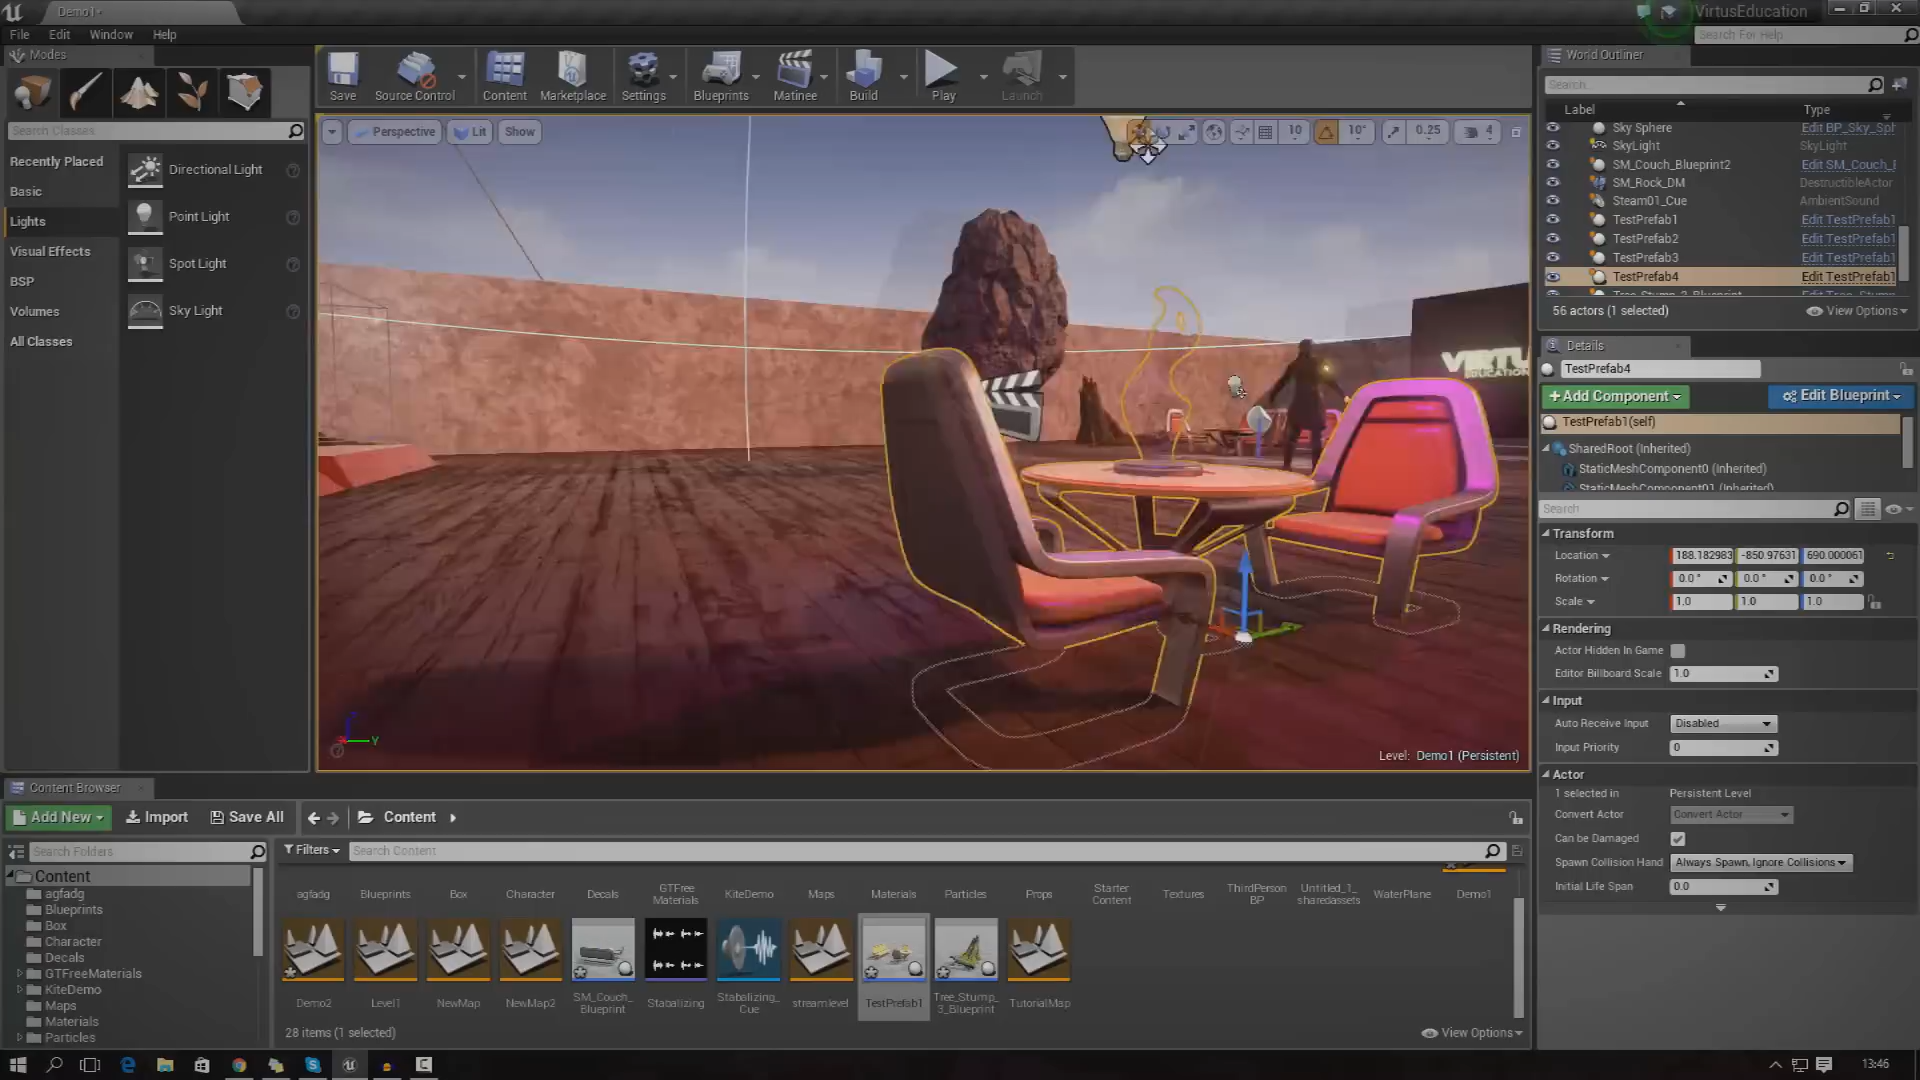 Demo1*
VirtusEducation
File Edit Window Help
Search For Help
Modes
World Outliner
Save
Source Control
Content
Marketplace
Settings
Blueprints
Matinee
Build
Play
Launch
Search...
Label Type
Search Classes
Perspective Lit Show
10 10° 0.25 4
Recently Placed
Basic
Lights
Visual Effects
BSP
Volumes
All Classes
Directional Light
Point Light
Spot Light
Sky Light
Sky Sphere Edit BP_Sky_Sph
SkyLight SkyLight
SM_Couch_Blueprint2 Edit SM_Couch_
SM_Rock_DM DestructibleActor
Steam01_Cue AmbientSound
TestPrefab1 Edit TestPrefab1
TestPrefab2 Edit TestPrefab1
TestPrefab3 Edit TestPrefab1
TestPrefab4 Edit TestPrefab1
Tree_Stump_3_Blueprint Edit Tree_Stump
56 actors (1 selected) View Options
VIRTU
EDUCATION
Level: Demo1 (Persistent)
Y
Details
TestPrefab4
+Add Component Edit Blueprint
TestPrefab1(self)
SharedRoot (Inherited)
StaticMeshComponent0 (Inherited)
StaticMeshComponent01 (Inherited)
Search
Transform
Location 188.182983 -850.97631 690.000061
Rotation 0.0° 0.0° 0.0°
Scale 1.0 1.0 1.0
Rendering
Actor Hidden In Game
Editor Billboard Scale 1.0
Input
Auto Receive Input Disabled
Input Priority 0
Actor
1 selected in Persistent Level
Convert Actor Convert Actor
Can be Damaged
Spawn Collision Hand Always Spawn, Ignore Collisions
Initial Life Span 0.0
Content Browser
Add New Import Save All Content
Search Folders
Filters Search Content
Content
agfadg
Blueprints
Box
Character
Decals
GTFreeMaterials
KiteDemo
Maps
Materials
Particles
agfadg
Blueprints
Box
Character
Decals
GTFree
Materials
KiteDemo
Maps
Materials
Particles
Props
Starter
Content
Textures
ThirdPerson
BP
Untitled_1_
sharedassets
WaterPlane
Demo1
Demo2
Level1
NewMap
NewMap2
SM_Couch_
Blueprint
Stabalizing
Stabalizing_
Cue
streamlevel
TestPrefab1
Tree_Stump_
3_Blueprint
TutorialMap
28 items (1 selected) View Options
13:46